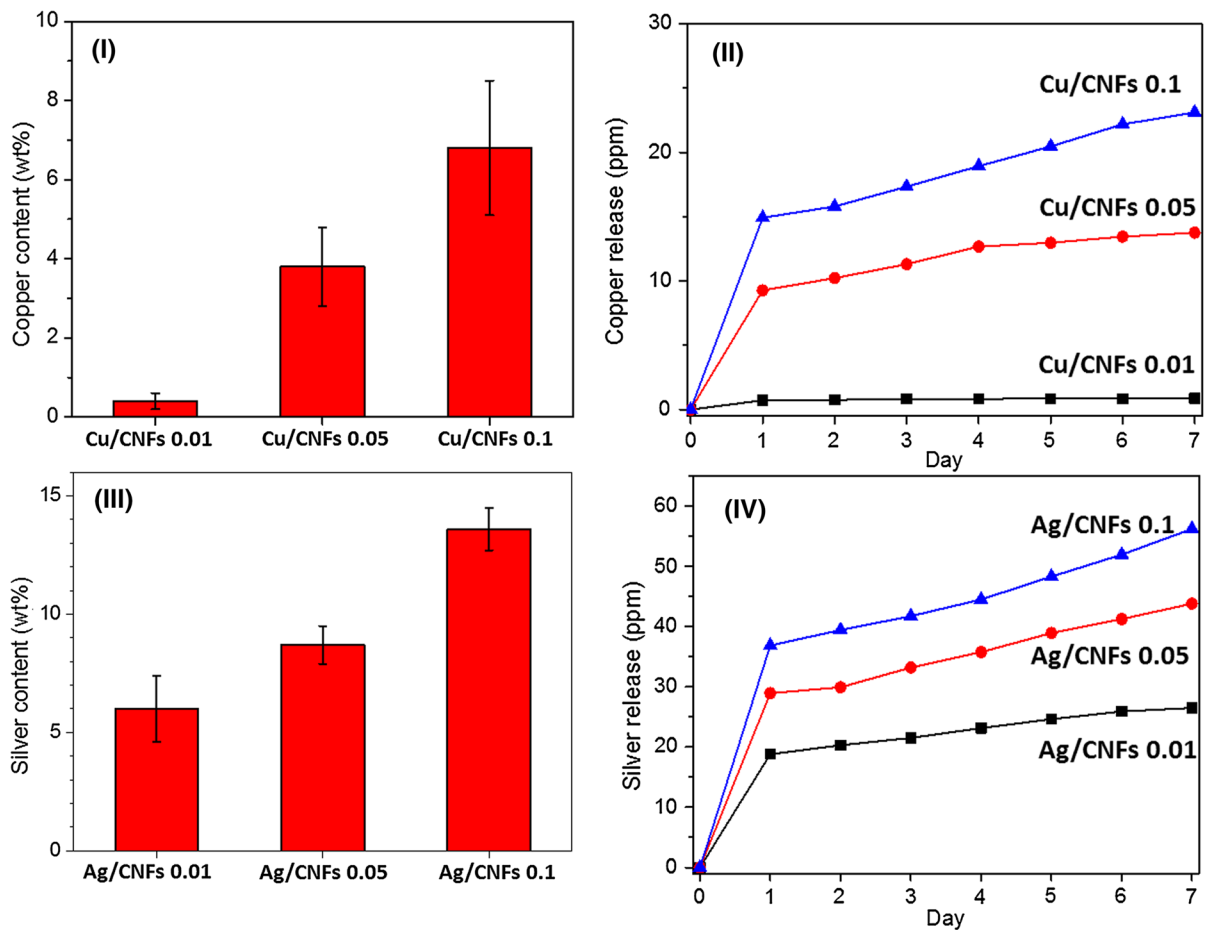 (I)
Copper content (wt%)
10
8
6
4
2
0
Cu/CNFs 0.01 Cu/CNFs 0.05 Cu/CNFs 0.1
(II)
Copper release (ppm)
30
20
10
0
Cu/CNFs 0.1
Cu/CNFs 0.05
Cu/CNFs 0.01
0 1 2 3 4 5 6 7
Day
(III)
Silver content (wt%)
15
10
5
0
Ag/CNFs 0.01 Ag/CNFs 0.05 Ag/CNFs 0.1
(IV)
Silver release (ppm)
60
50
40
30
20
10
0
Ag/CNFs 0.1
Ag/CNFs 0.05
Ag/CNFs 0.01
0 1 2 3 4 5 6 7
Day